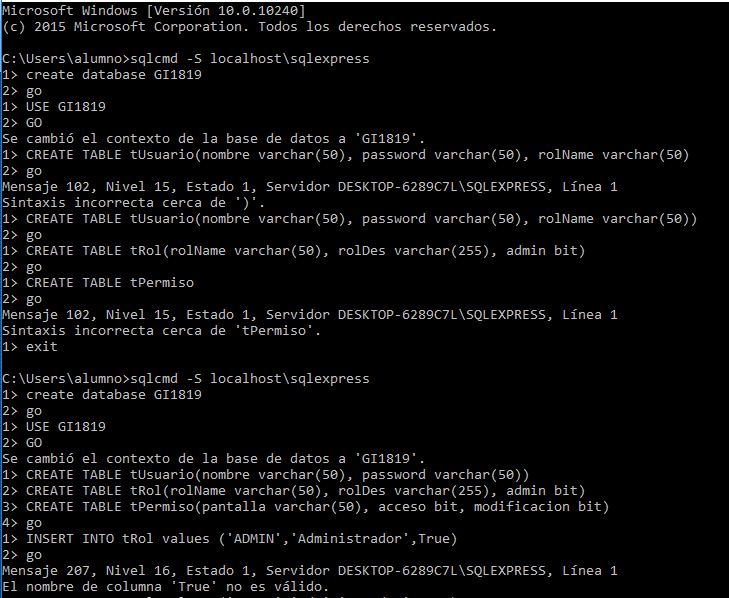 Microsoft Windows [Versión 10.0.10240]
(c) 2015 Microsoft Corporation. Todos los derechos reservados.
C:\Users\alumno>sqlcmd -S localhost\sqlexpress
1> create database GI1819
2> go
1> USE GI1819
2> GO
Se cambió el contexto de la base de datos a 'GI1819'.
1> CREATE TABLE tUsuario(nombre varchar(50), password varchar(50), rolName varchar(50)
2> go
Mensaje 102, Nivel 15, Estado 1, Servidor DESKTOP-6289C7L\SQLEXPRESS, Línea 1
Sintaxis incorrecta cerca de ')'.
1> CREATE TABLE tUsuario(nombre varchar(50), password varchar(50), rolName varchar(50))
2> go
1> CREATE TABLE tRol(rolName varchar(50), rolDes varchar(255), admin bit)
2> go
1> CREATE TABLE tPermiso
2> go
Mensaje 102, Nivel 15, Estado 1, Servidor DESKTOP-6289C7L\SQLEXPRESS, Línea 1
Sintaxis incorrecta cerca de 'tPermiso'.
1> exit
C:\Users\alumno>sqlcmd -S localhost\sqlexpress
1> create database GI1819
2> go
1> USE GI1819
2> GO
Se cambió el contexto de la base de datos a 'GI1819'.
1> CREATE TABLE tUsuario(nombre varchar(50), password varchar(50))
2> CREATE TABLE tRol(rolName varchar(50), rolDes varchar(255), admin bit)
3> CREATE TABLE tPermiso(pantalla varchar(50), acceso bit, modificacion bit)
4> go
1> INSERT INTO tRol values ('ADMIN','Administrador',True)
2> go
Mensaje 207, Nivel 16, Estado 1, Servidor DESKTOP-6289C7L\SQLEXPRESS, Línea 1
El nombre de columna 'True' no es válido.